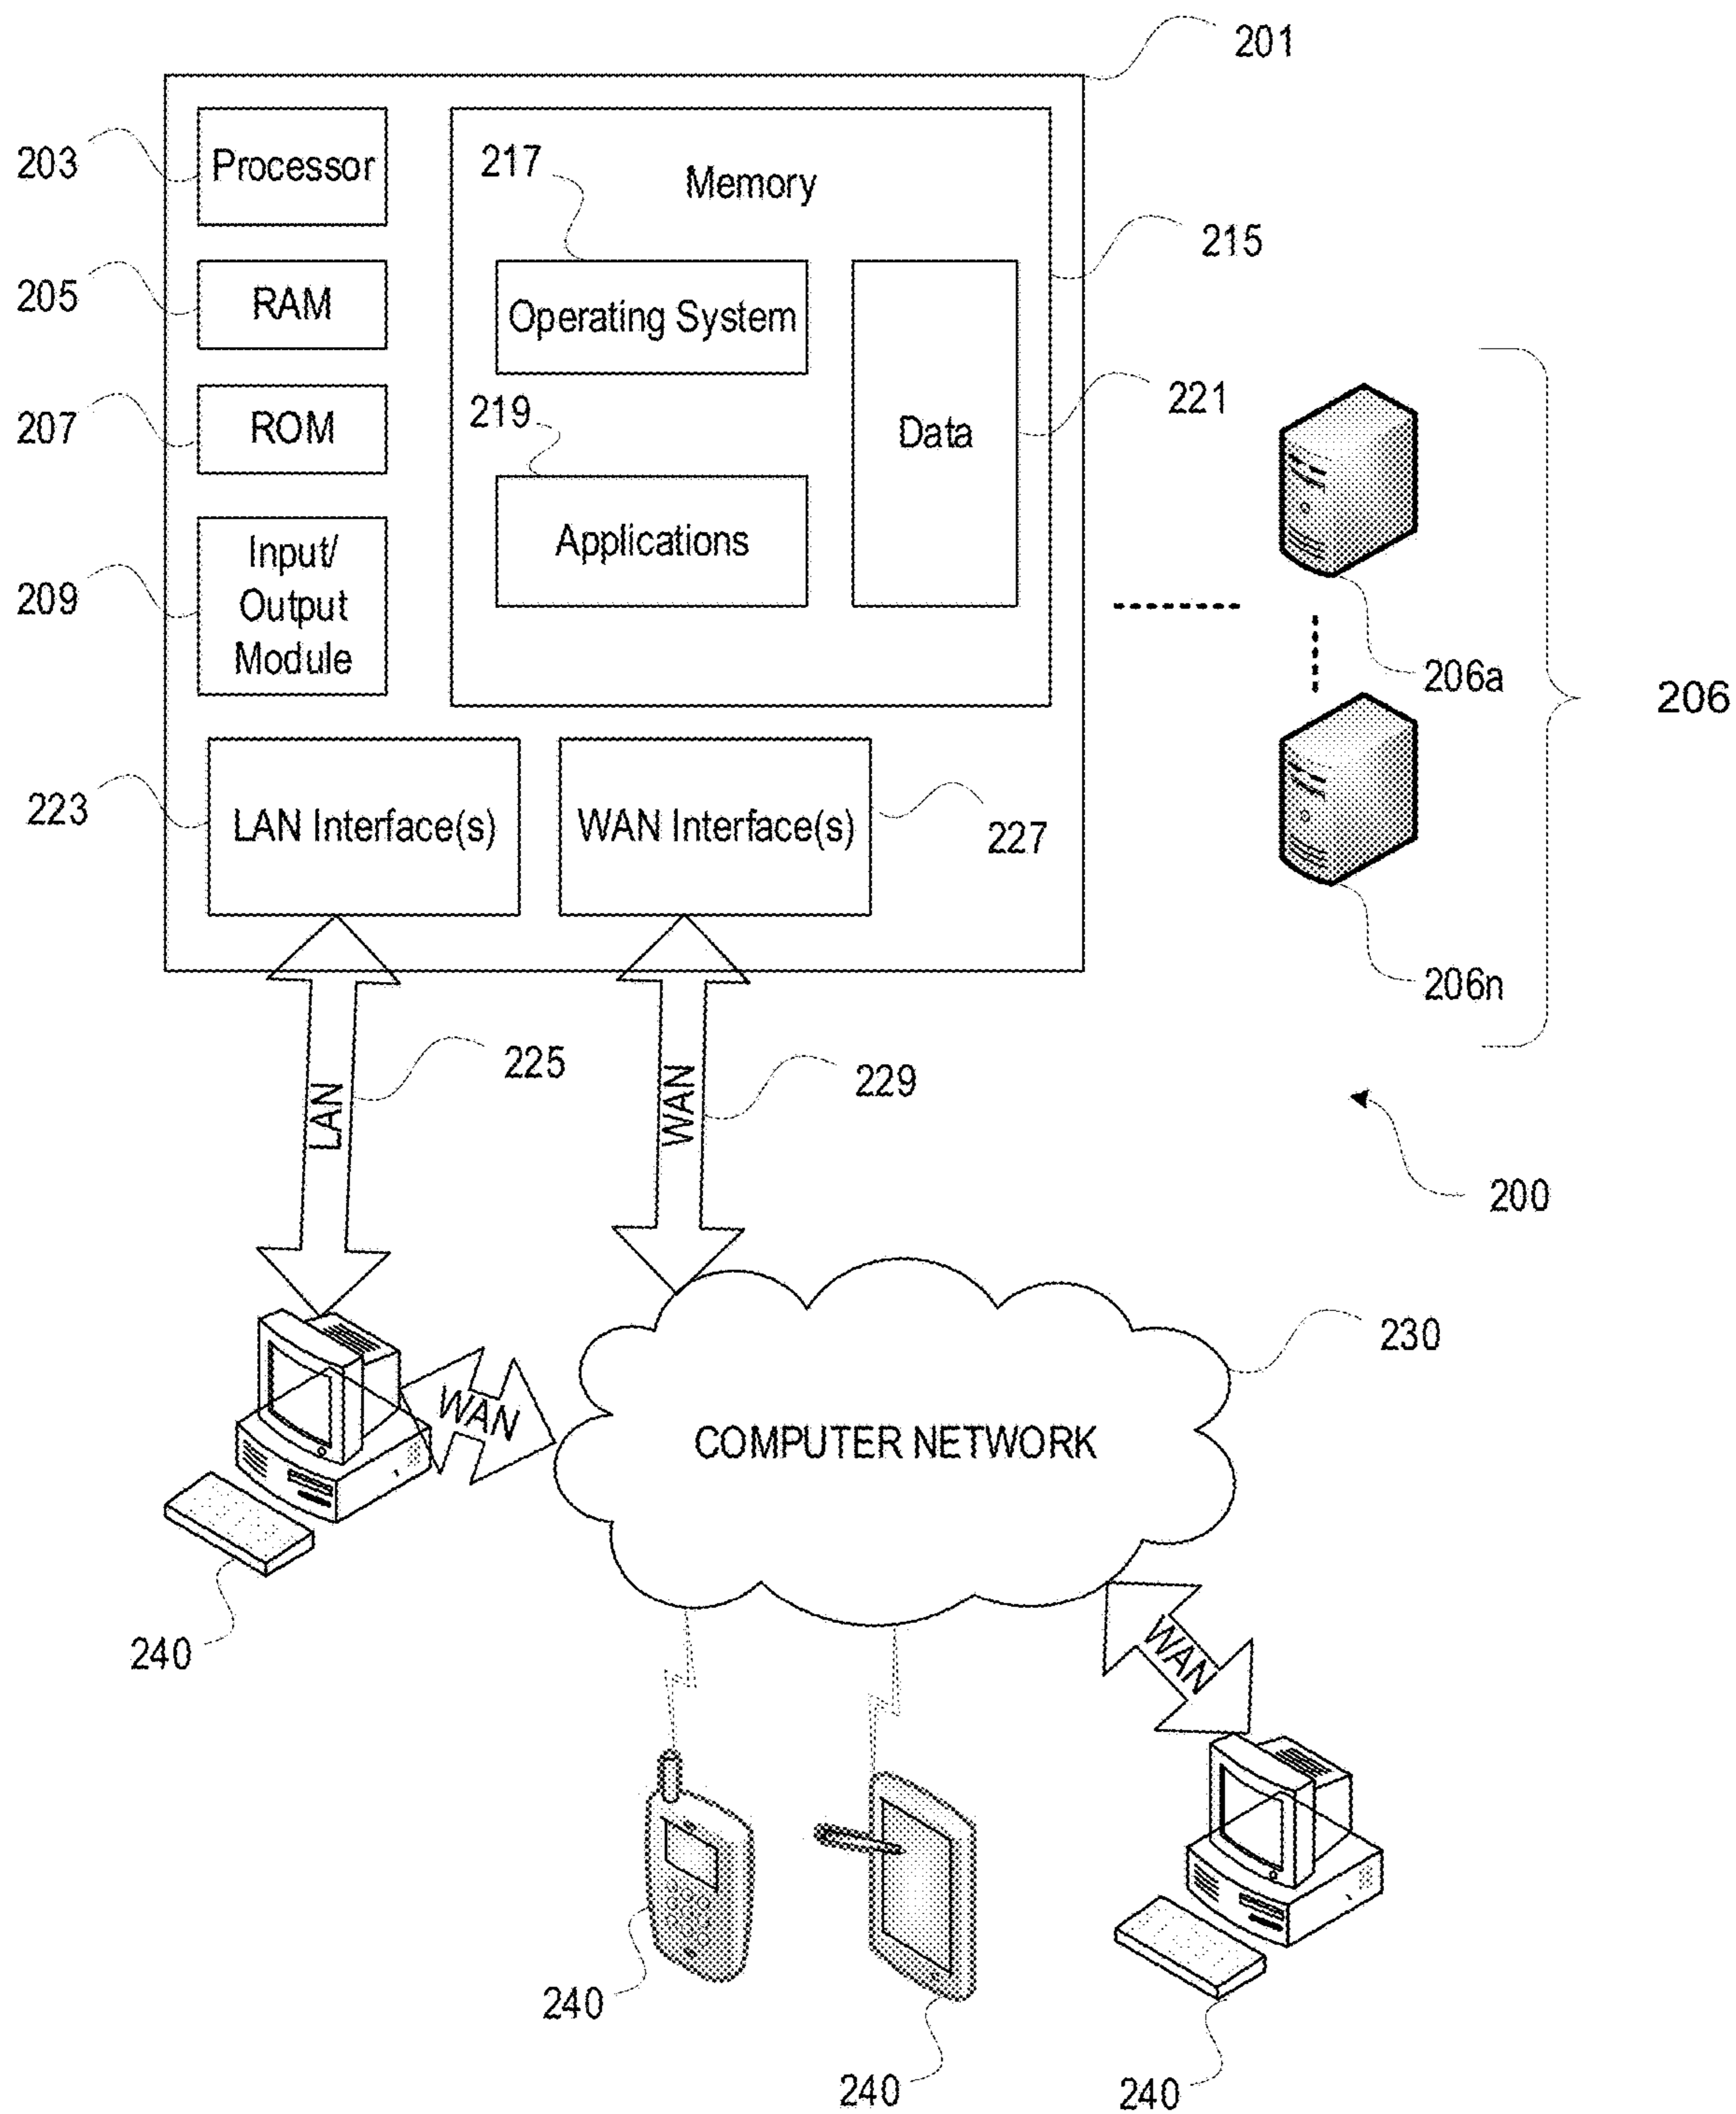 201
203
Processor
217
Memory
215
205
RAM
Operating System
221
207
ROM
219
Data
Applications
209
Input/
Output
Module
206a
206
223
LAN Interface(s)
WAN Interface(s)
227
206n
225
229
LAN
WAN
200
230
WAN
COMPUTER NETWORK
240
WAN
240
240
240